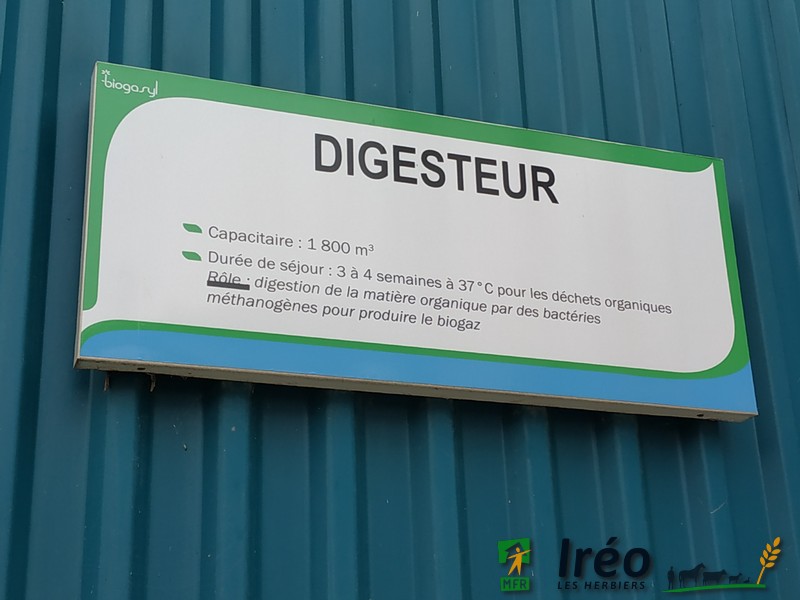 biogasyl
DIGESTEUR
Capacitaire : 1 800 m³
Durée de séjour : 3 à 4 semaines à 37°C pour les déchets organiques
Rôle : digestion de la matière organique par des bactéries
méthanogènes pour produire le biogaz
MFR
Iréo
LES HERBIERS